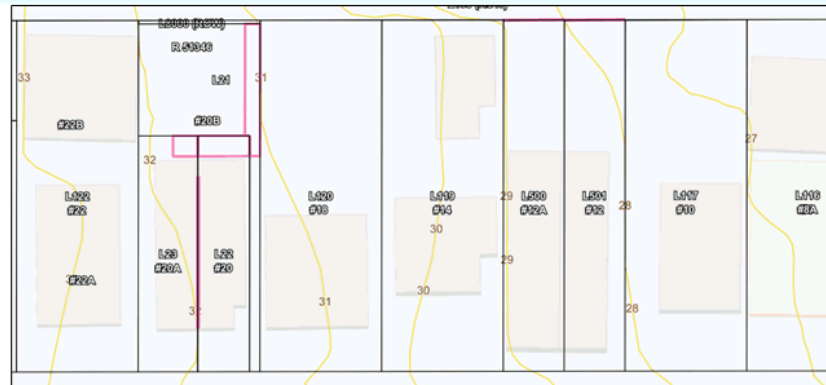 L8000 (ROW)
R 51346
33
L21
31
#20B
#22B
27
32
L122
#22
L120
#18
L119
#14
29
L500
#12A
L501
#12
28
L117
#10
L116
#8A
30
L23
#20A
L22
#20
29
#22A
30
31
28